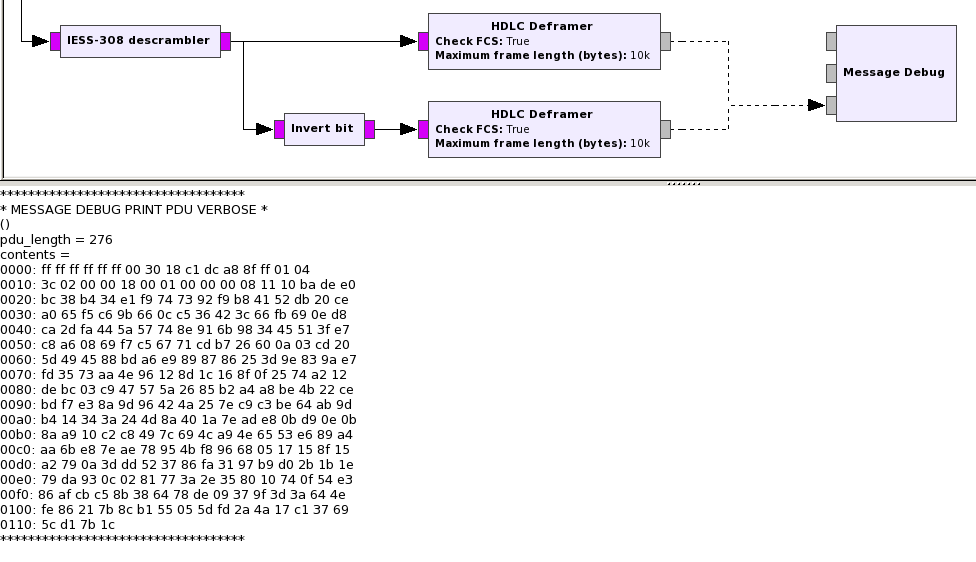 HDLC Deframer
Check FCS: True
Maximum frame length (bytes): 10k
IESS-308 descrambler
Message Debug
HDLC Deframer
Check FCS: True
Maximum frame length (bytes): 10k
Invert bit
***********************************
* MESSAGE DEBUG PRINT PDU VERBOSE *
()
pdu_length = 276
contents =
0000: ff ff ff ff ff ff 00 30 18 c1 dc a8 8f ff 01 04
0010: 3c 02 00 00 18 00 01 00 00 00 08 11 10 ba de e0
0020: bc 38 b4 34 e1 f9 74 73 92 f9 b8 41 52 db 20 ce
0030: a0 65 f5 c6 9b 66 0c c5 36 42 3c 66 fb 69 0e d8
0040: ca 2d fa 44 5a 57 74 8e 91 6b 98 34 45 51 3f e7
0050: c8 a6 08 69 f7 c5 67 71 cd b7 26 60 0a 03 cd 20
0060: 5d 49 45 88 bd a6 e9 89 87 86 25 3d 9e 83 9a e7
0070: fd 35 73 aa 4e 96 12 8d 1c 16 8f 0f 25 74 a2 12
0080: de bc 03 c9 47 57 5a 26 85 b2 a4 a8 be 4b 22 ce
0090: bd f7 e3 8a 9d 96 42 4a 25 7e c9 c3 be 64 ab 9d
00a0: b4 14 34 3a 24 4d 8a 40 1a 7e ad e8 0b d9 0e 0b
00b0: 8a a9 10 c2 c8 49 7c 69 4c a9 4e 65 53 e6 89 a4
00c0: aa 6b e8 7e ae 78 95 4b f8 96 68 05 17 15 8f 15
00d0: a2 79 0a 3d dd 52 37 86 fa 31 97 b9 d0 2b 1b 1e
00e0: 79 da 93 0c 02 81 77 3a 2e 35 80 10 74 0f 54 e3
00f0: 86 af cb c5 8b 38 64 78 de 09 37 9f 3d 3a 64 4e
0100: fe 86 21 7b 8c b1 55 05 5d fd 2a 4a 17 c1 37 69
0110: 5c d1 7b 1c
***********************************